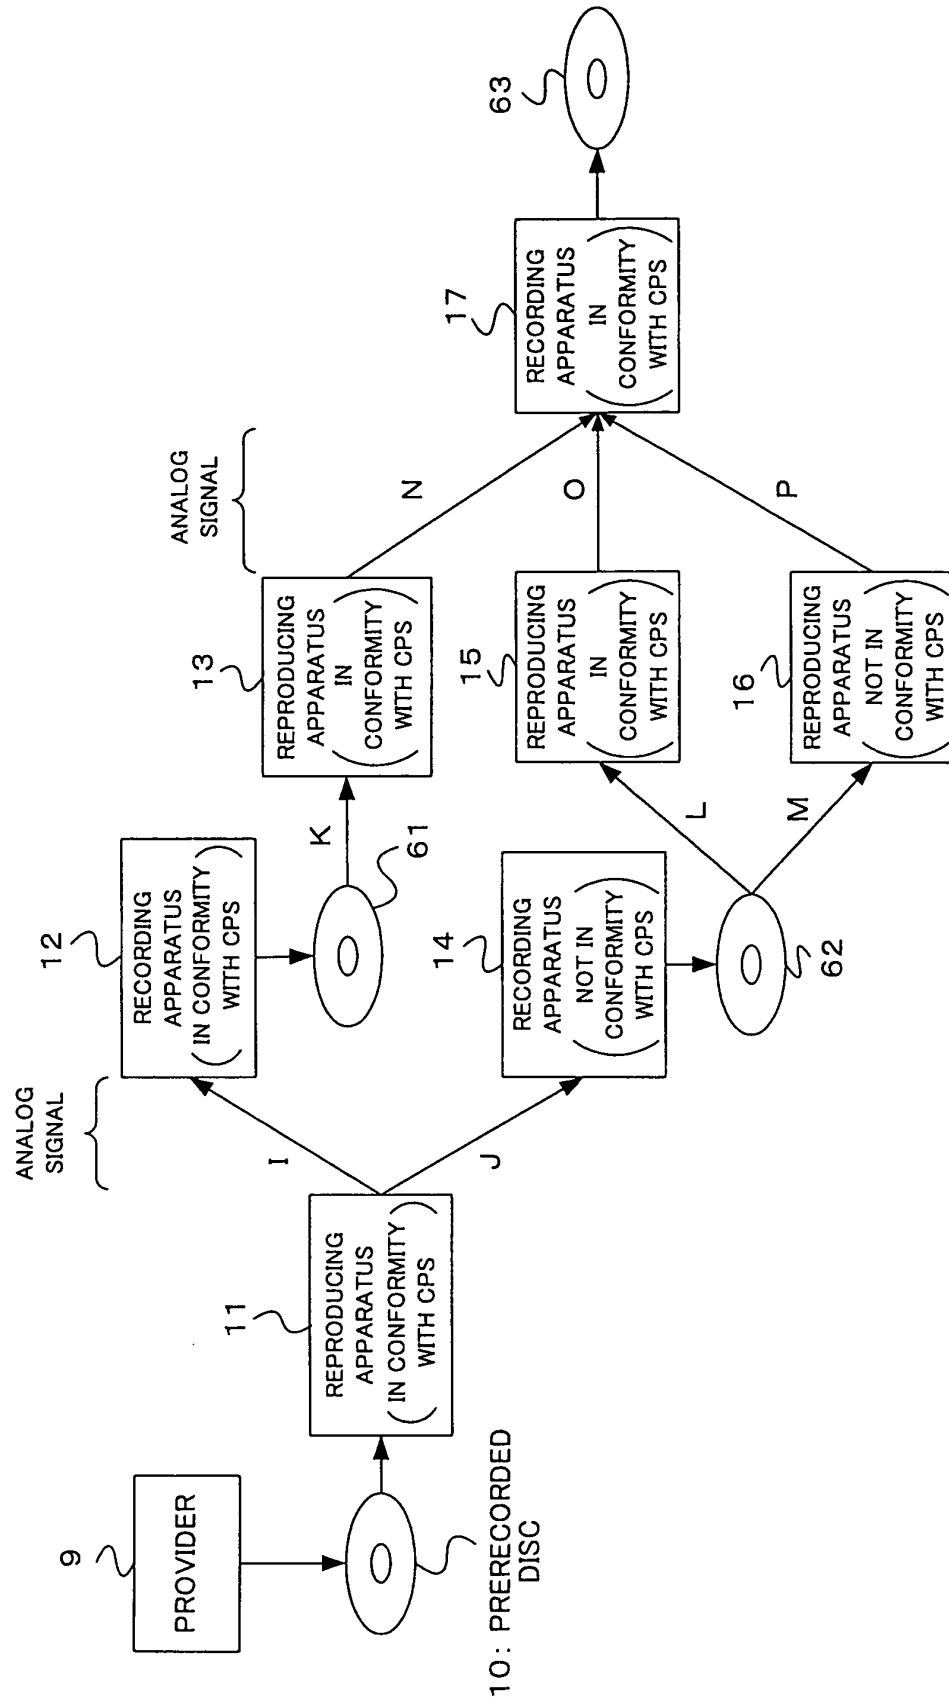 9
PROVIDER
10: PRERECORDED
DISC
11
REPRODUCING
APPARATUS
(IN CONFORMITY
WITH CPS)
ANALOG
SIGNAL
I
J
12
RECORDING
APPARATUS
(IN CONFORMITY
WITH CPS)
61
K
14
RECORDING
APPARATUS
(NOT IN
CONFORMITY
WITH CPS)
62
L
M
13
REPRODUCING
APPARATUS
(IN
CONFORMITY
WITH CPS)
15
REPRODUCING
APPARATUS
(IN
CONFORMITY
WITH CPS)
16
REPRODUCING
APPARATUS
(NOT IN
CONFORMITY
WITH CPS)
ANALOG
SIGNAL
N
O
P
17
RECORDING
APPARATUS
(IN
CONFORMITY
WITH CPS)
63